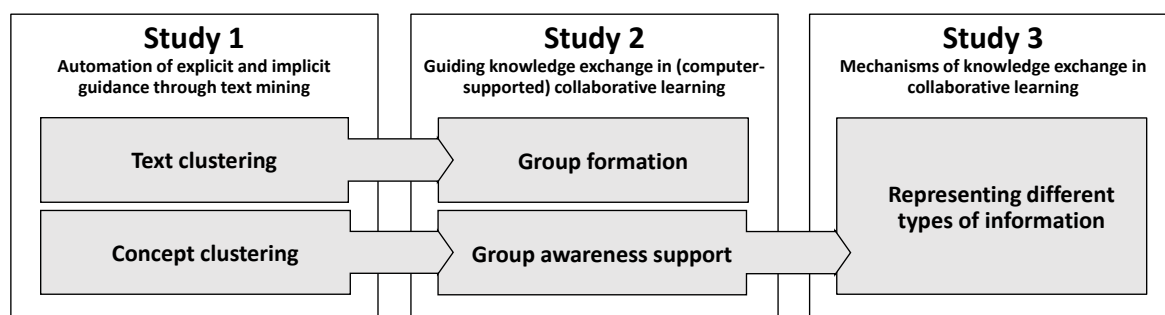 Study 1
Automation of explicit and implicit
guidance through text mining
Text clustering
Concept clustering
Study 2
Guiding knowledge exchange in (computer-
supported) collaborative learning
Group formation
Group awareness support
Study 3
Mechanisms of knowledge exchange in
collaborative learning
Representing different
types of information